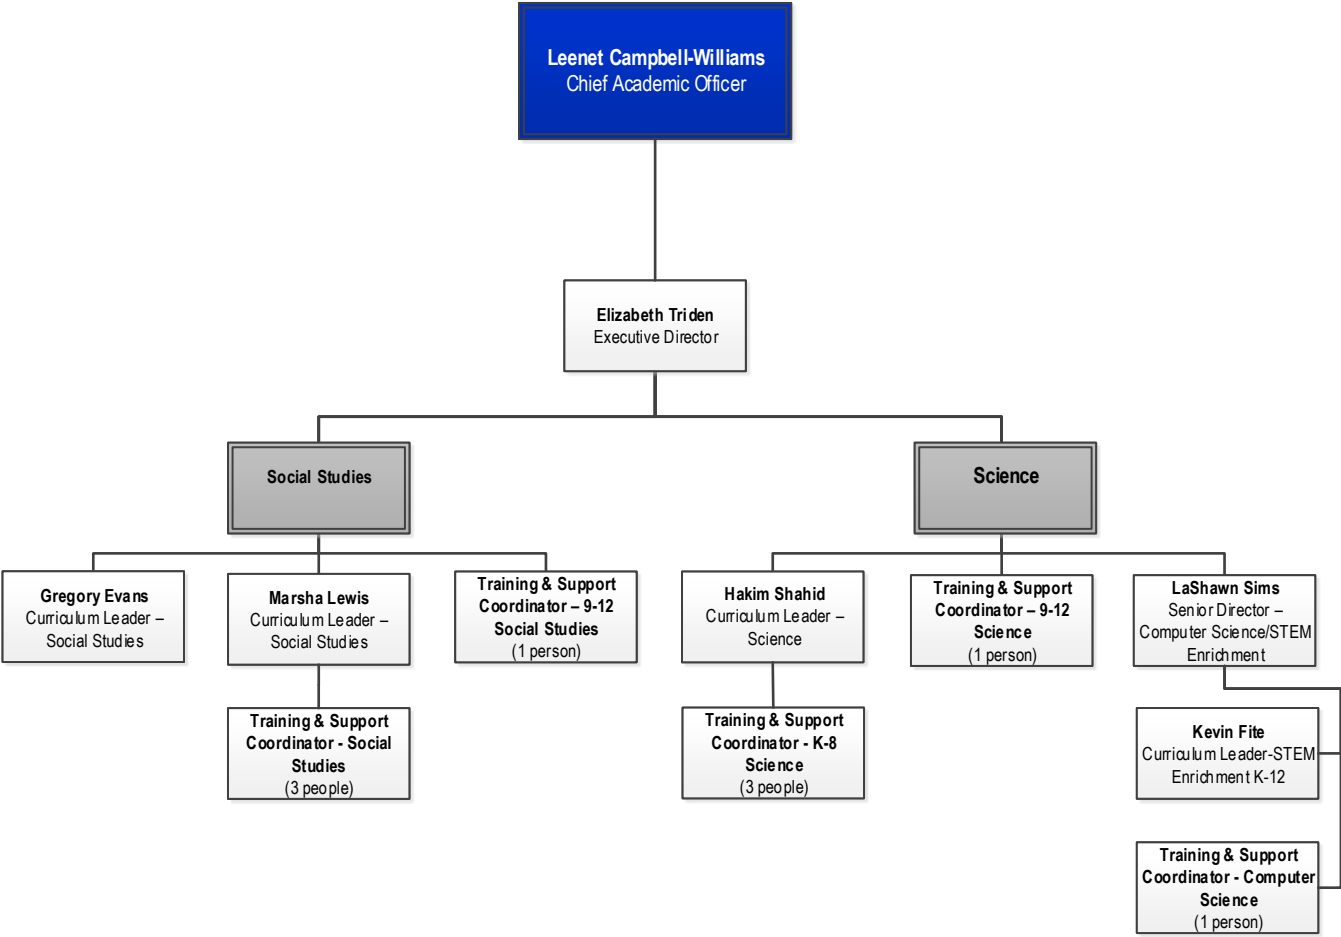 Leenet Campbell-Williams
Chief Academic Officer
Elizabeth Triden
Executive Director
Social Studies
Science
Gregory Evans
Curriculum Leader –
Social Studies
Marsha Lewis
Curriculum Leader –
Social Studies
Training & Support
Coordinator – 9-12
Social Studies
(1 person)
Hakim Shahid
Curriculum Leader –
Science
Training & Support
Coordinator – 9-12
Science
(1 person)
LaShawn Sims
Senior Director –
Computer Science/STEM
Enrichment
Training & Support
Coordinator - Social
Studies
(3 people)
Training & Support
Coordinator - K-8
Science
(3 people)
Kevin Fite
Curriculum Leader-STEM
Enrichment K-12
Training & Support
Coordinator - Computer
Science
(1 person)